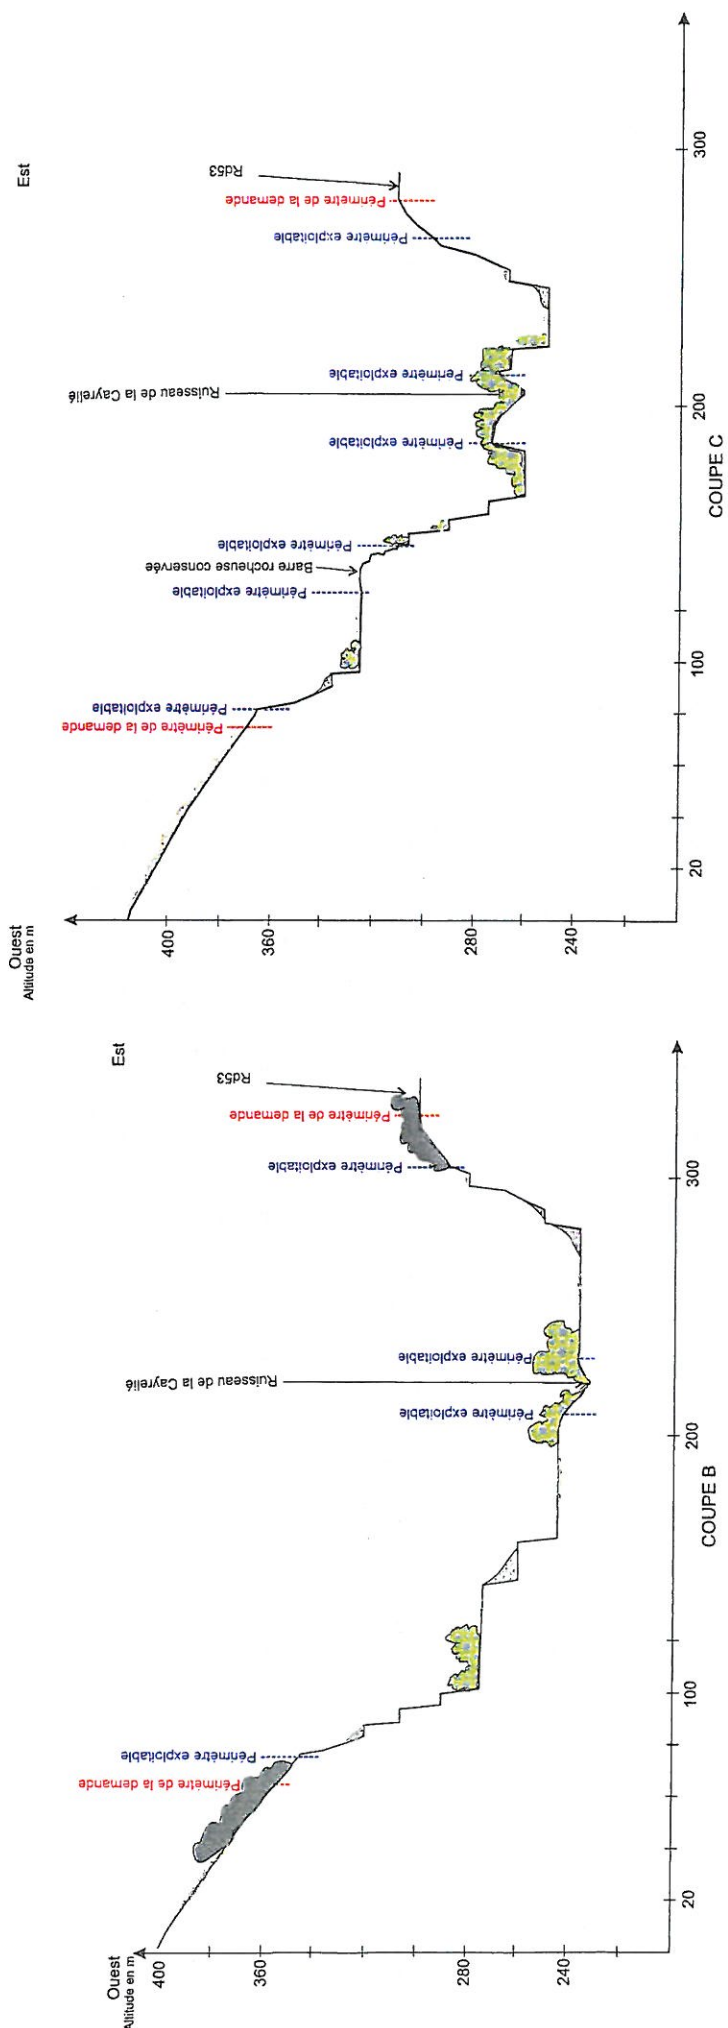 Ouest
Altitude en m
Est
400
360
280
240
Périmètre de la demande
Périmètre exploitable
Ruisseau de la Cayrelié
Périmètre exploitable
Périmètre exploitable
Périmètre exploitable
Périmètre de la demande
Rd53
20
100
200
300
COUPE B
Ouest
Altitude en m
Est
400
360
280
240
Périmètre de la demande
Périmètre exploitable
Périmètre exploitable
Barre rocheuse conservée
Périmètre exploitable
Périmètre exploitable
Ruisseau de la Cayrelié
Périmètre exploitable
Périmètre exploitable
Périmètre de la demande
Rd53
20
100
200
300
COUPE C